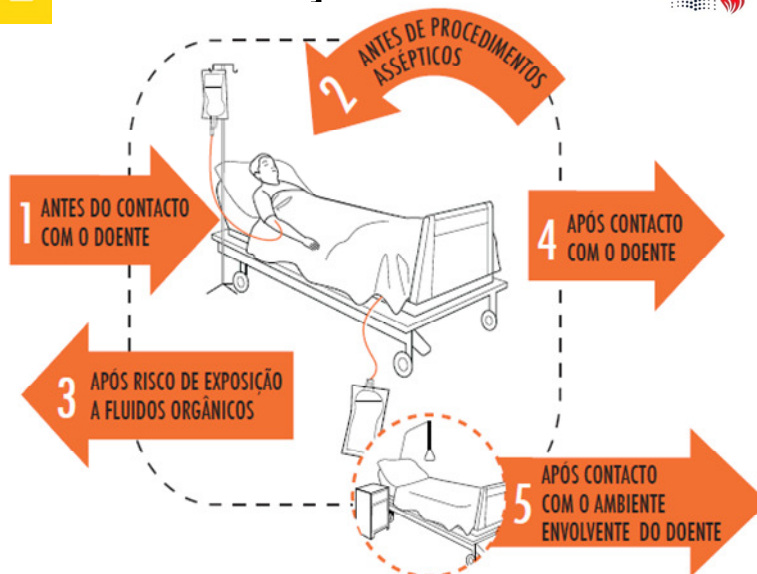 1 ANTES DO CONTACTO
COM O DOENTE
2 ANTES DE PROCEDIMENTOS
ASSÉPTICOS
3 APÓS RISCO DE EXPOSIÇÃO
A FLUIDOS ORGÂNICOS
4 APÓS CONTACTO
COM O DOENTE
5 APÓS CONTACTO
COM O AMBIENTE
ENVOLVENTE DO DOENTE